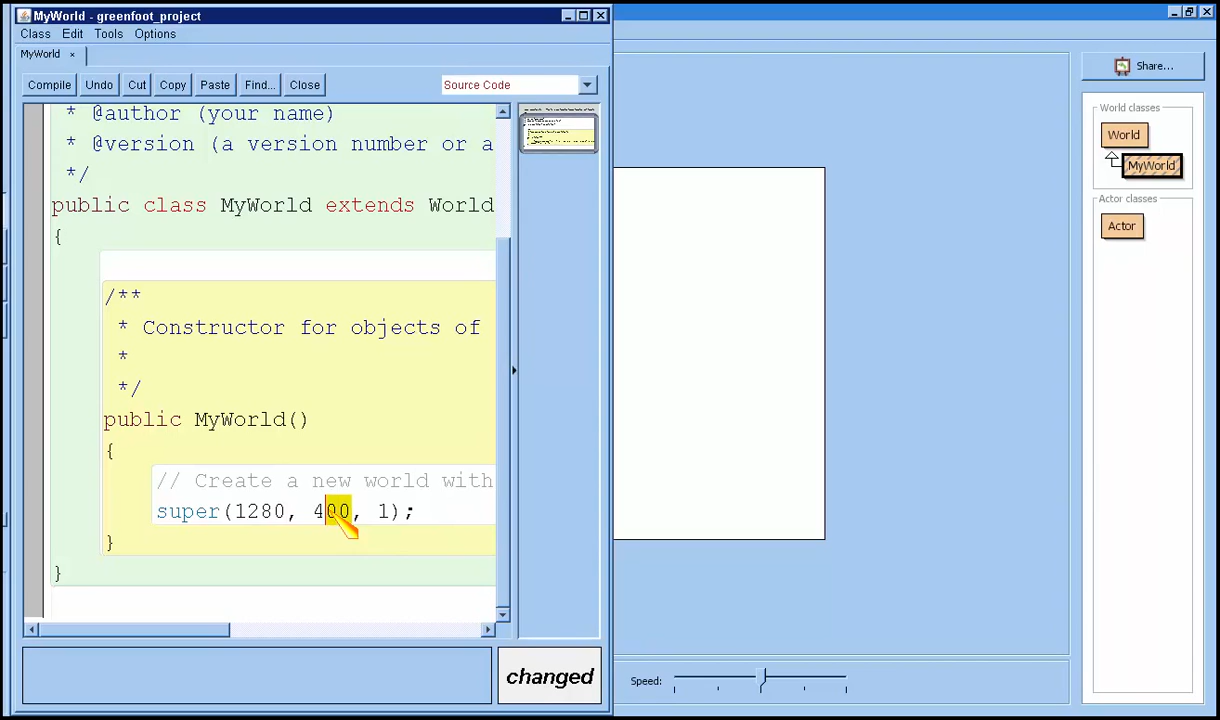 MyWorld - greenfoot_project
Class Edit Tools Options
MyWorld ×
Compile Undo Cut Copy Paste Find... Close Source Code
* @author (your name)
* @version (a version number or a
*/
public class MyWorld extends World
{
/**
* Constructor for objects of
*
*/
public MyWorld()
{
// Create a new world with
super(1280, 400, 1);
}
}
changed
Speed:
Share...
World classes
World
MyWorld
Actor classes
Actor